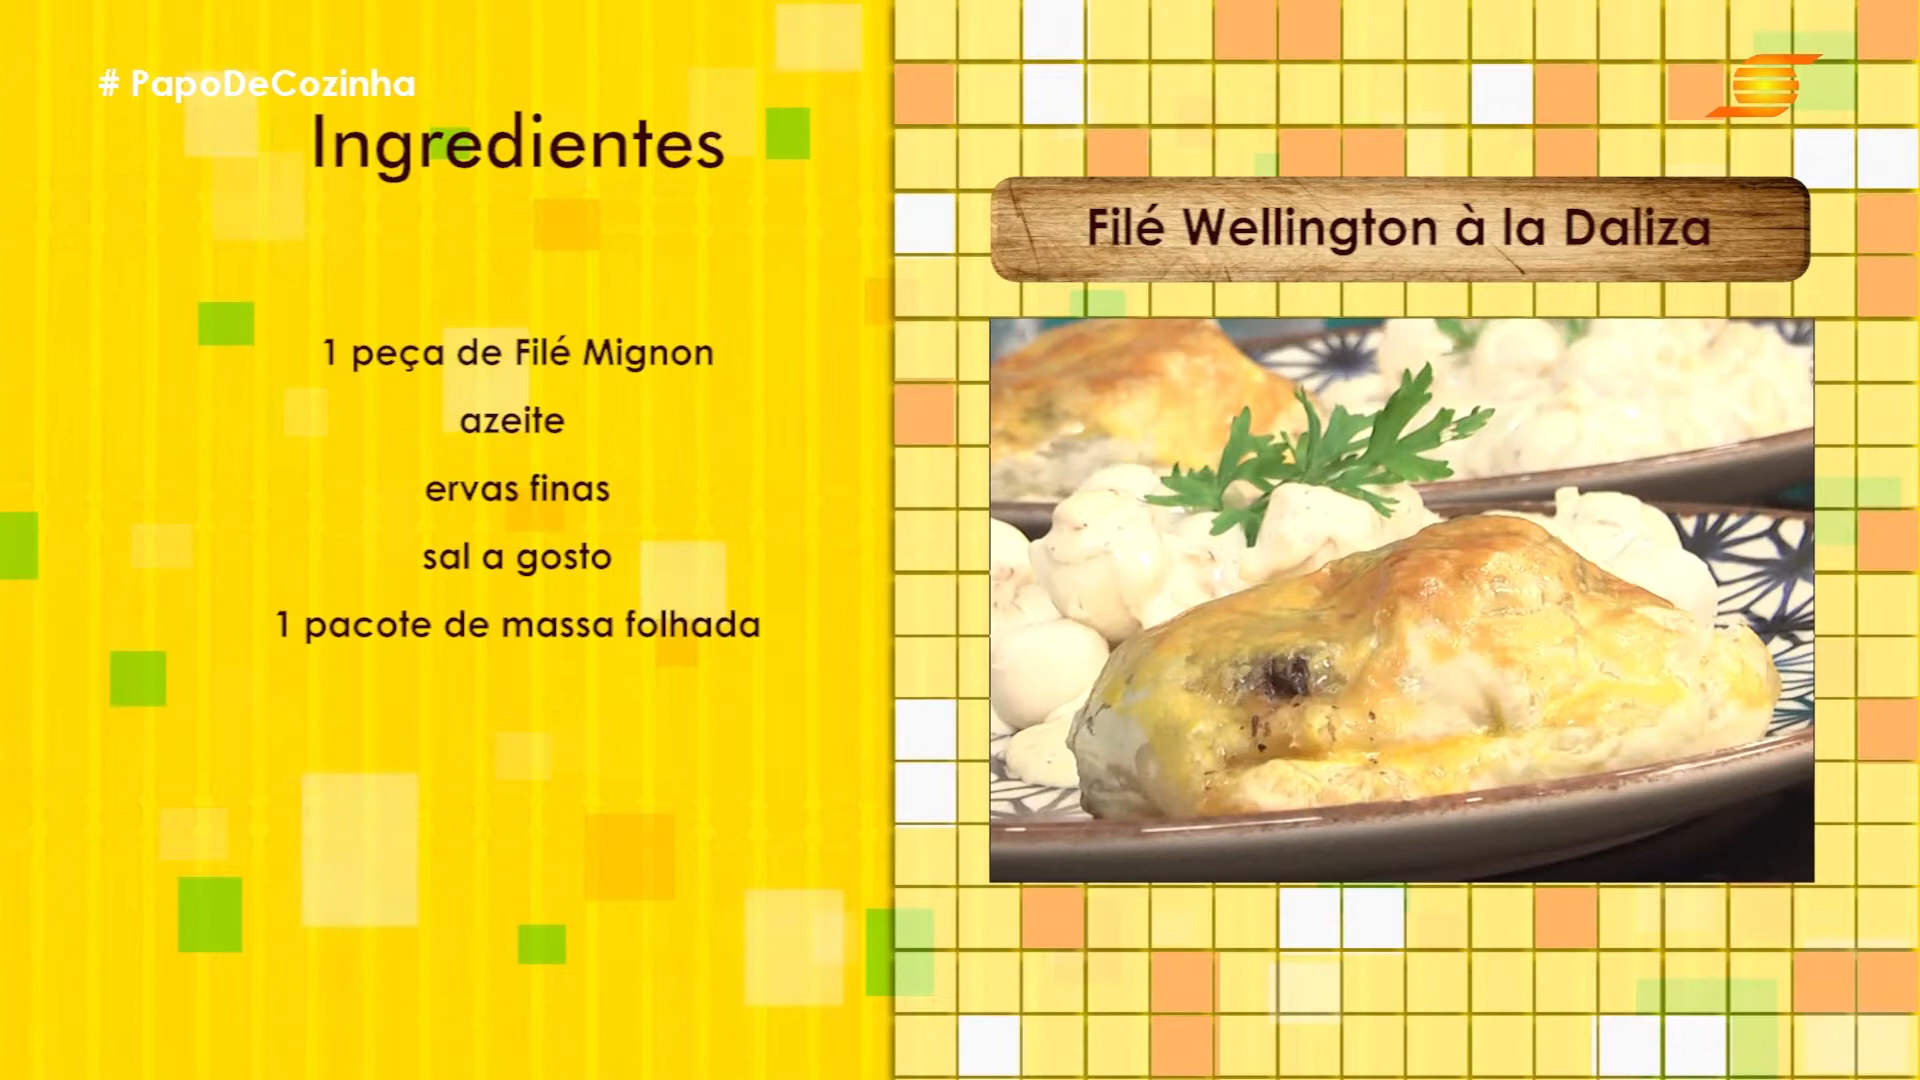 # PapoDeCozinha
Ingredientes
1 peça de Filé Mignon
azeite
ervas finas
sal a gosto
1 pacote de massa folhada
Filé Wellington à la Daliza